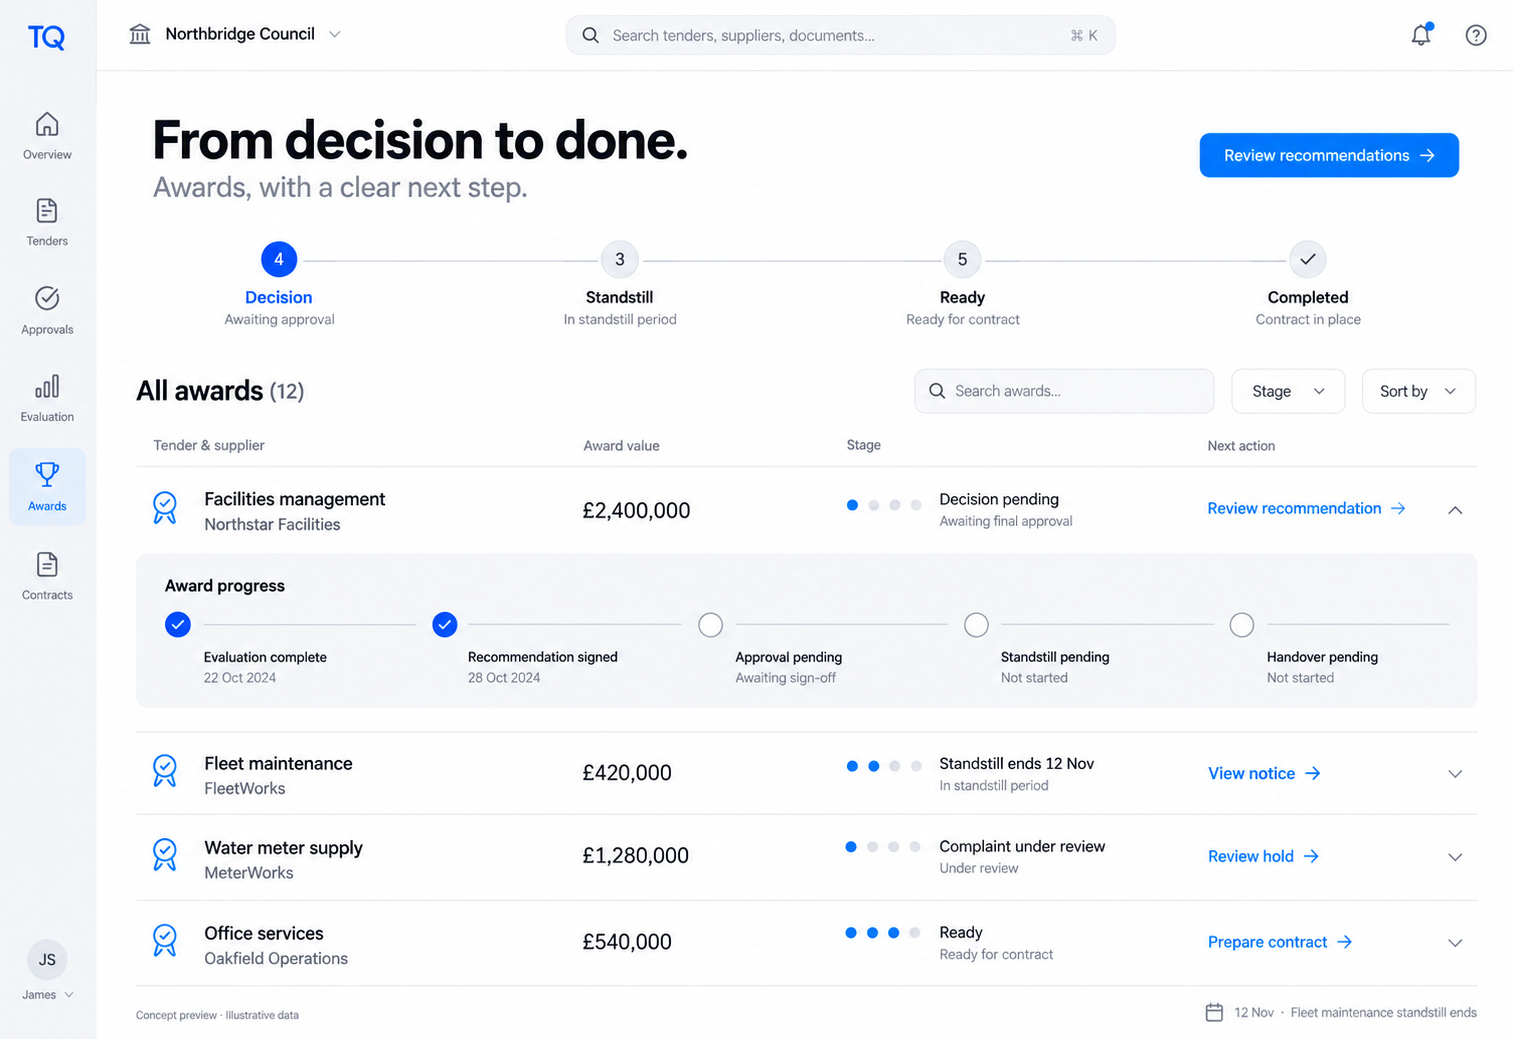 TQ
Northbridge Council
Search tenders, suppliers, documents...
⌘ K
Overview
Tenders
Approvals
Evaluation
Awards
Contracts
JS
James
From decision to done.
Awards, with a clear next step.
Review recommendations →
4
Decision
Awaiting approval
3
Standstill
In standstill period
5
Ready
Ready for contract
Completed
Contract in place
All awards (12)
Search awards...
Stage
Sort by
Tender & supplier
Award value
Stage
Next action
Facilities management
Northstar Facilities
£2,400,000
Decision pending
Awaiting final approval
Review recommendation →
Award progress
Evaluation complete
22 Oct 2024
Recommendation signed
28 Oct 2024
Approval pending
Awaiting sign-off
Standstill pending
Not started
Handover pending
Not started
Fleet maintenance
FleetWorks
£420,000
Standstill ends 12 Nov
In standstill period
View notice →
Water meter supply
MeterWorks
£1,280,000
Complaint under review
Under review
Review hold →
Office services
Oakfield Operations
£540,000
Ready
Ready for contract
Prepare contract →
Concept preview · Illustrative data
12 Nov · Fleet maintenance standstill ends